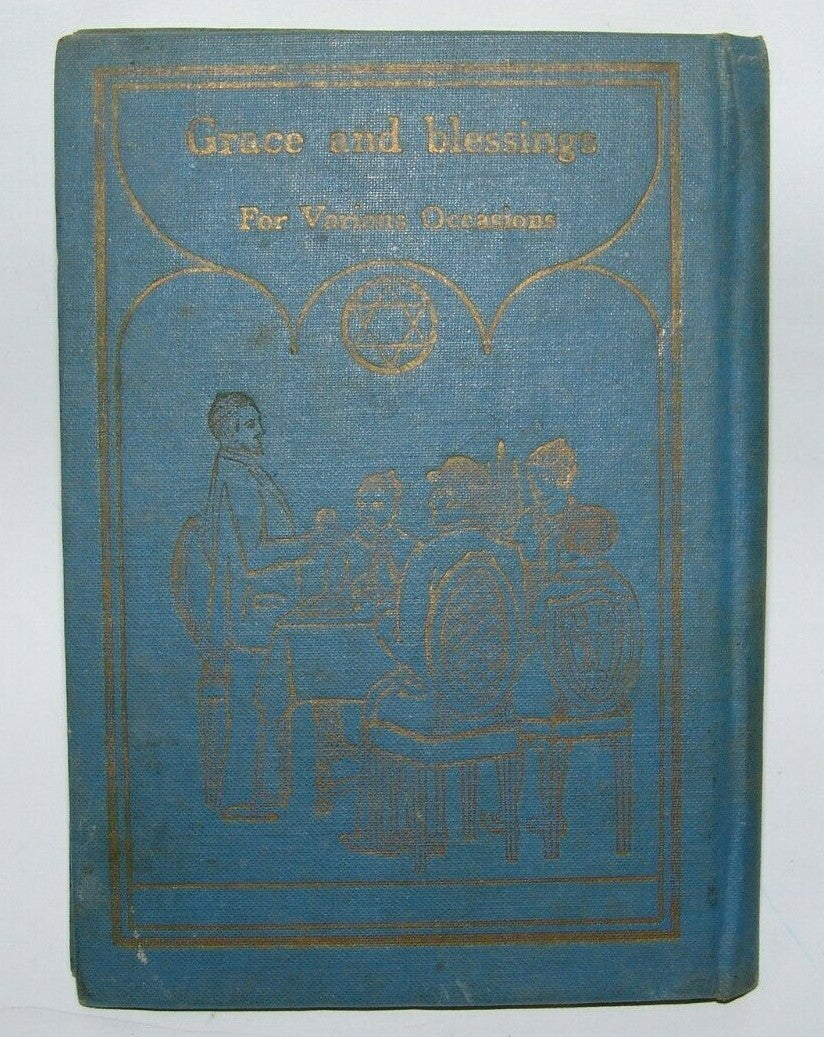 Grace and blessings
For Various Occasions